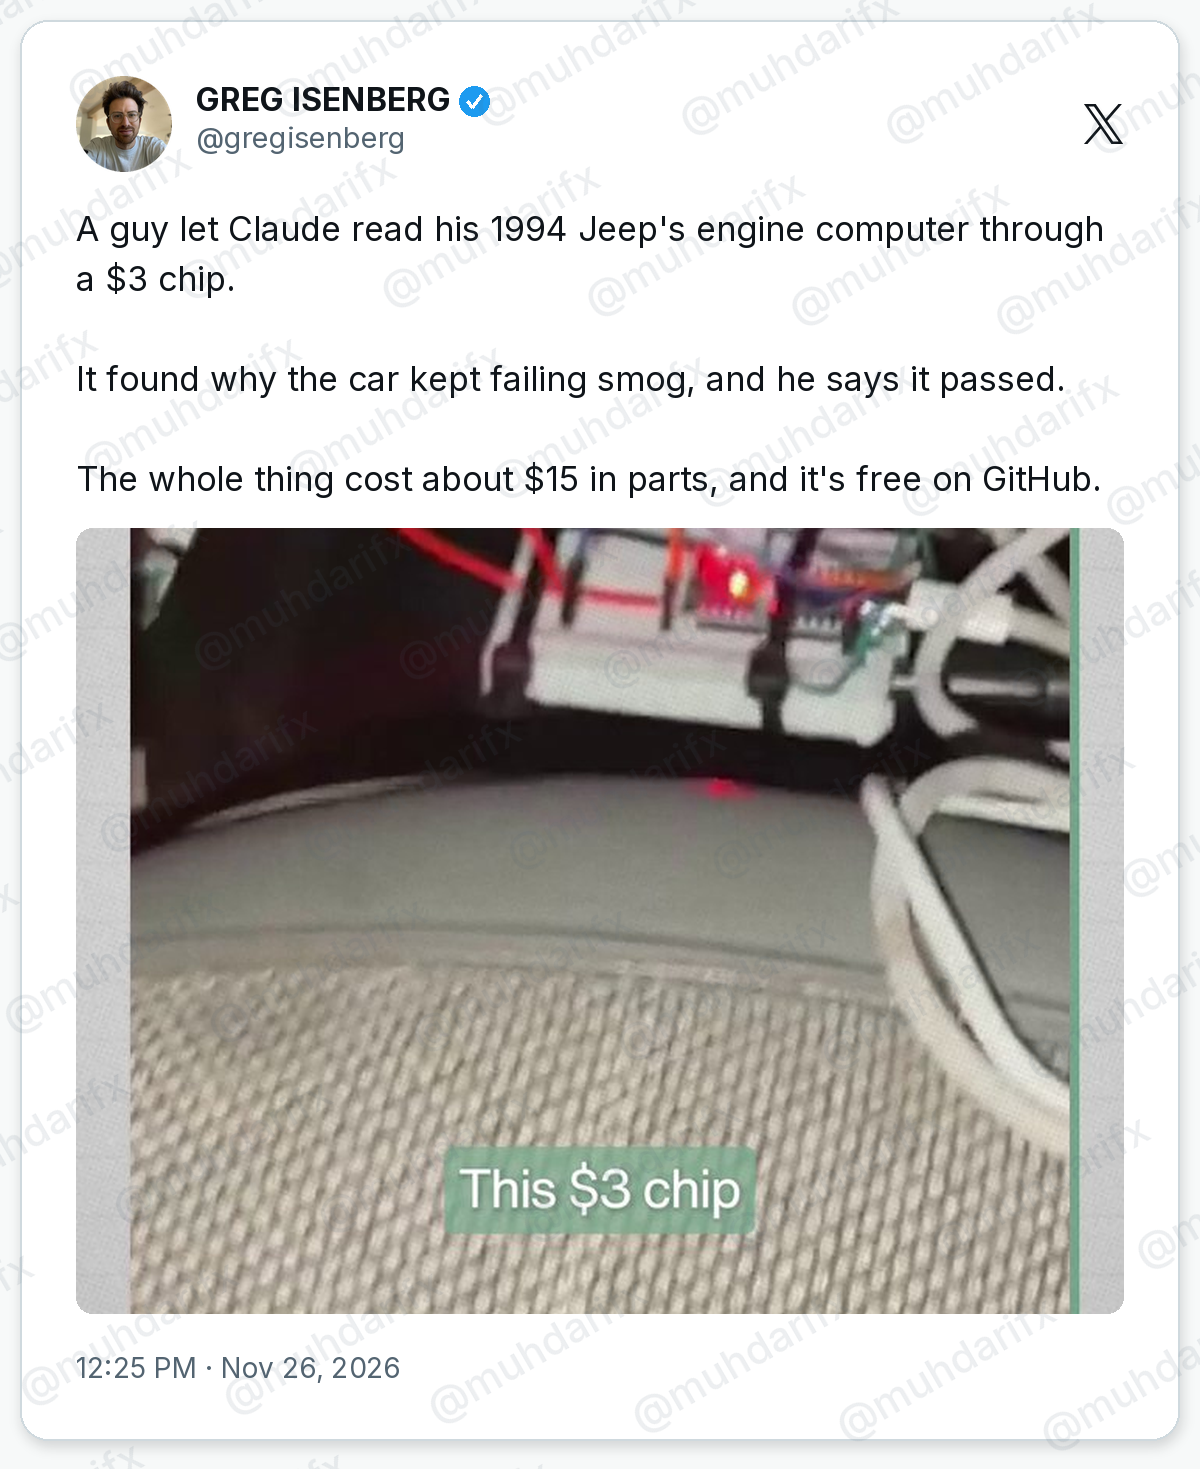 GREG ISENBERG
@gregisenberg
A guy let Claude read his 1994 Jeep's engine computer through
a $3 chip.
It found why the car kept failing smog, and he says it passed.
The whole thing cost about $15 in parts, and it's free on GitHub.
This $3 chip
12:25 PM · Nov 26, 2026
@muhdarifx